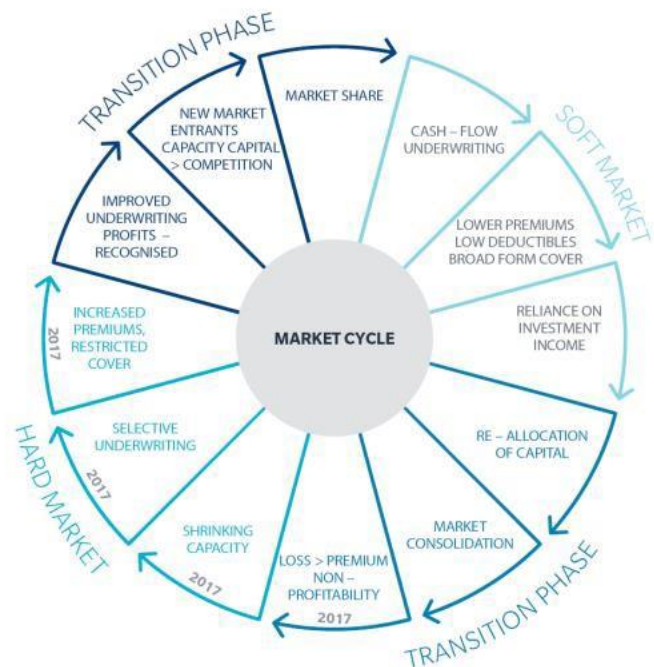 TRANSITION PHASE
MARKET SHARE
NEW MARKET
ENTRANTS
CAPACITY CAPITAL
> COMPETITION
IMPROVED
UNDERWRITING
PROFITS –
RECOGNISED
SOFT MARKET
CASH – FLOW
UNDERWRITING
LOWER PREMIUMS
LOW DEDUCTIBLES
BROAD FORM COVER
RELIANCE ON
INVESTMENT
INCOME
MARKET CYCLE
TRANSITION PHASE
RE – ALLOCATION
OF CAPITAL
MARKET
CONSOLIDATION
LOSS > PREMIUM
NON –
PROFITABILITY
2017
HARD MARKET
SHRINKING
CAPACITY
2017
SELECTIVE
UNDERWRITING
2017
INCREASED
PREMIUMS,
RESTRICTED
COVER
2017